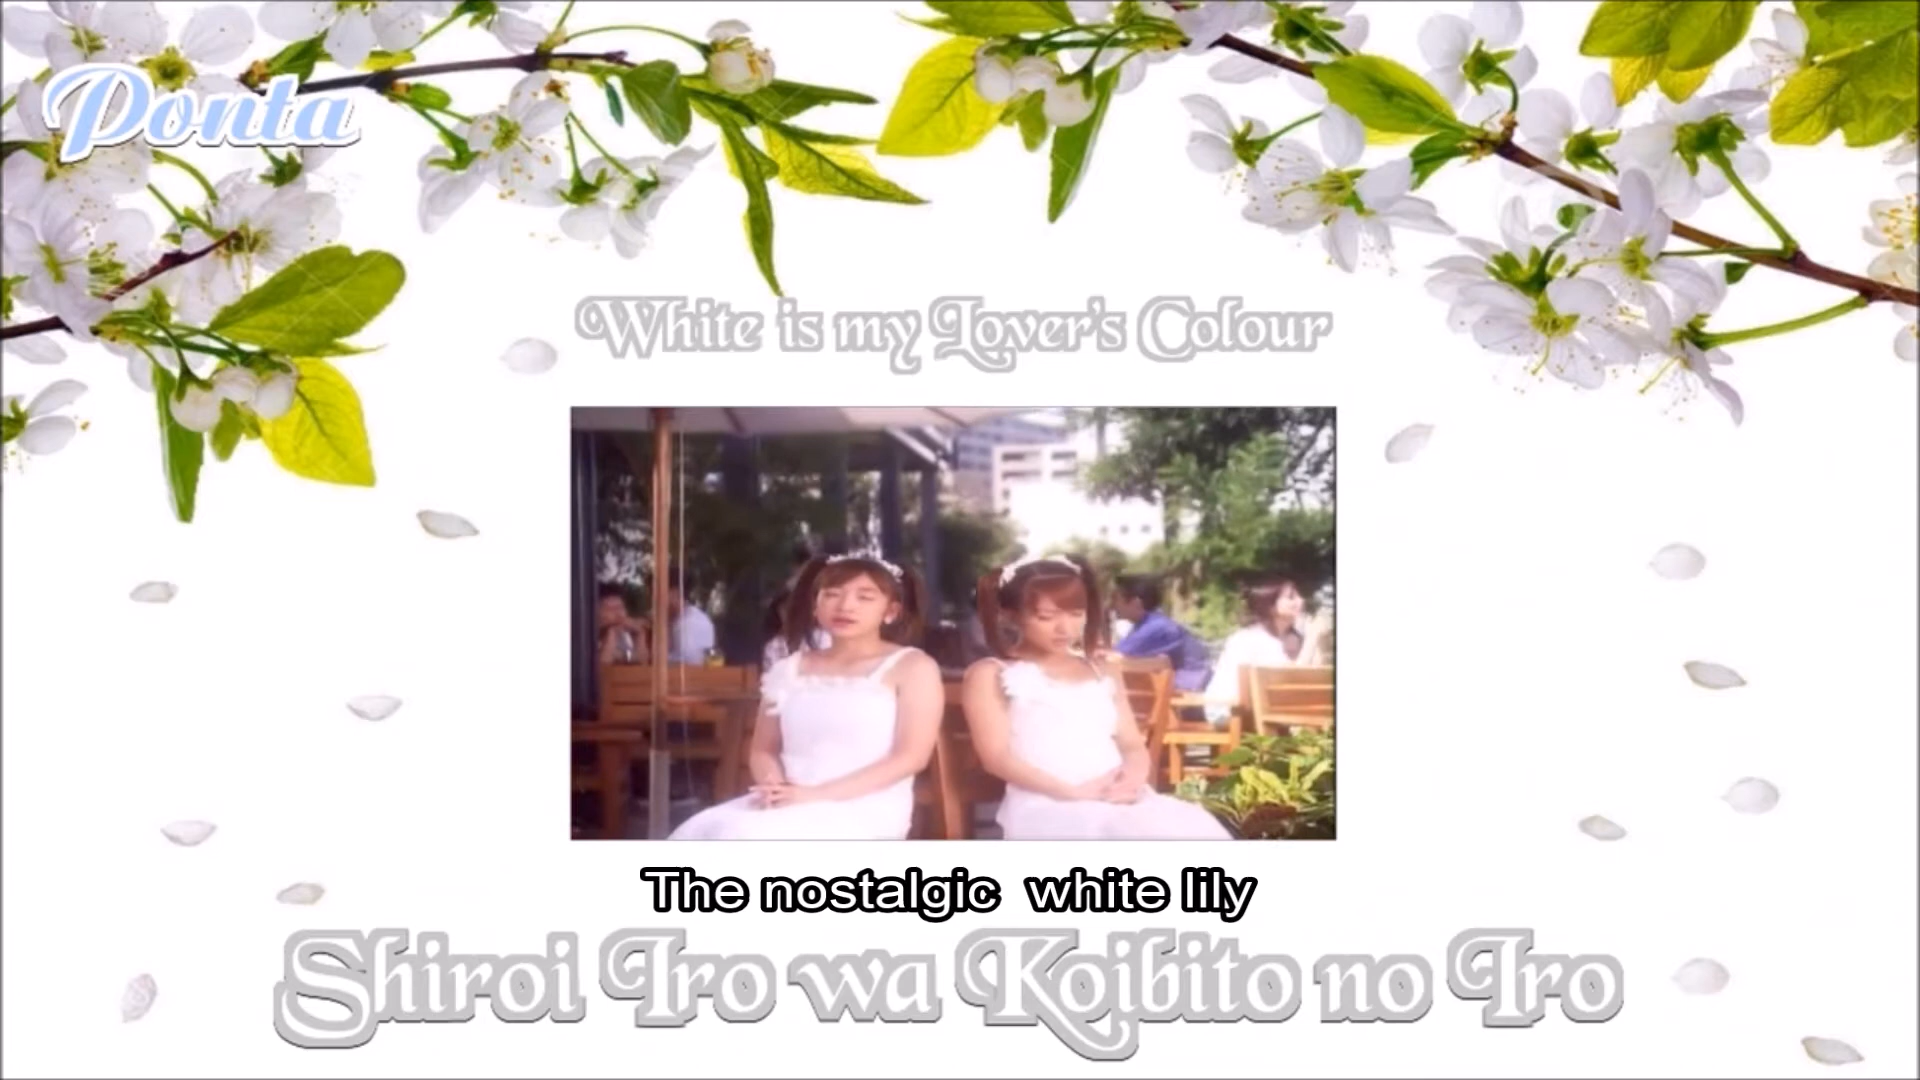 Ponta
White is my Lover's Colour
The nostalgic  white lily
Shiroi Iro wa Koibito no Iro